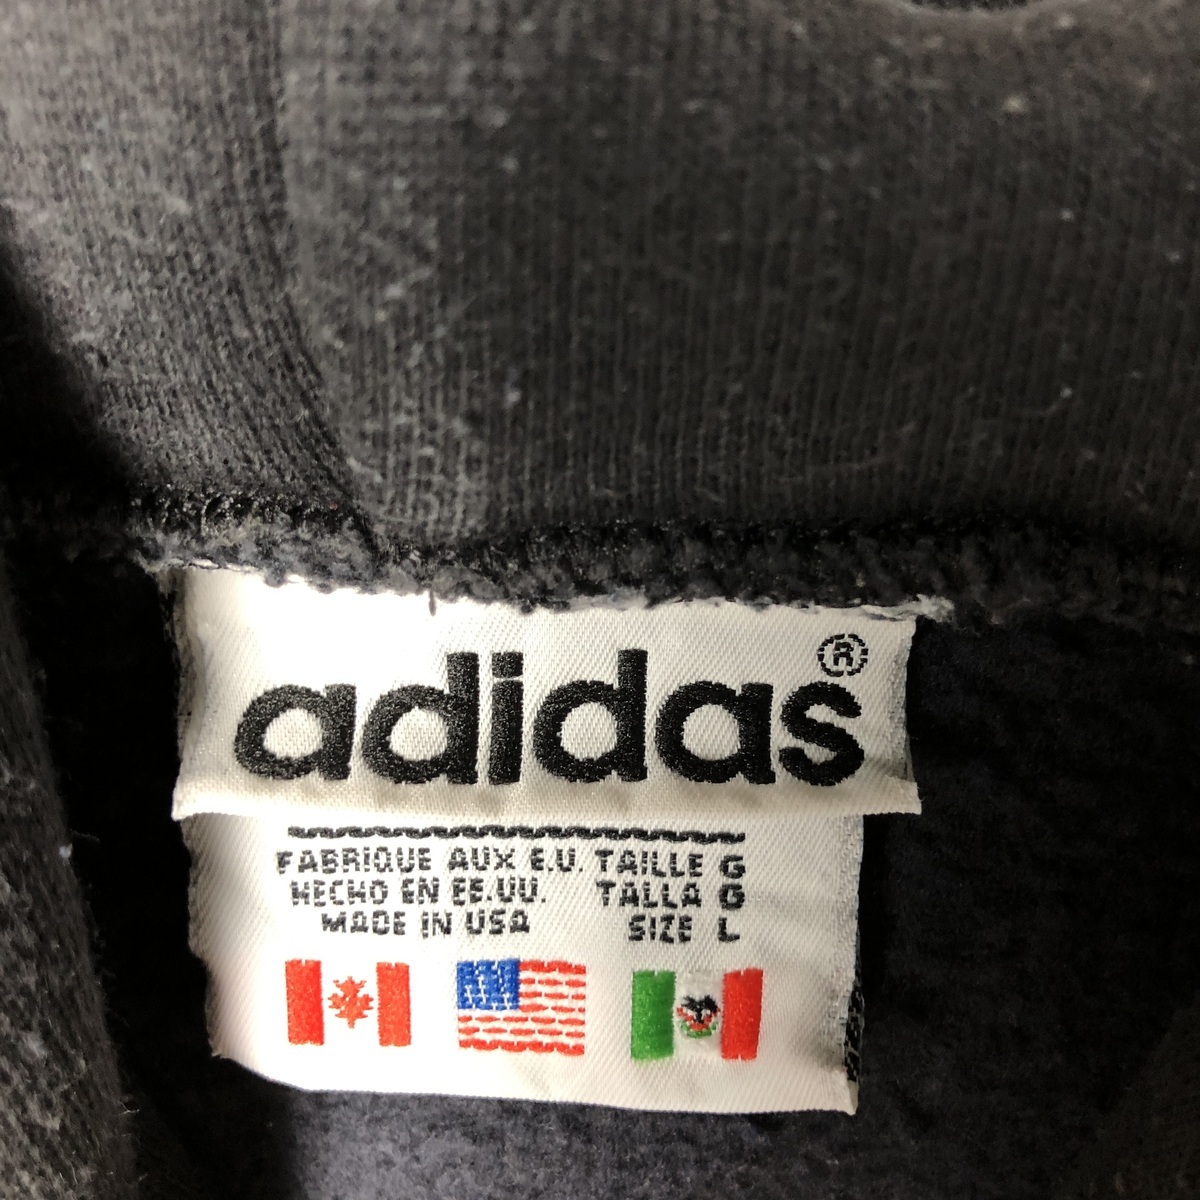 adidas®
FABRIQUE AUX E.U. TAILLE G
HECHO EN EE.UU. TALLA G
MADE IN USA SIZE L